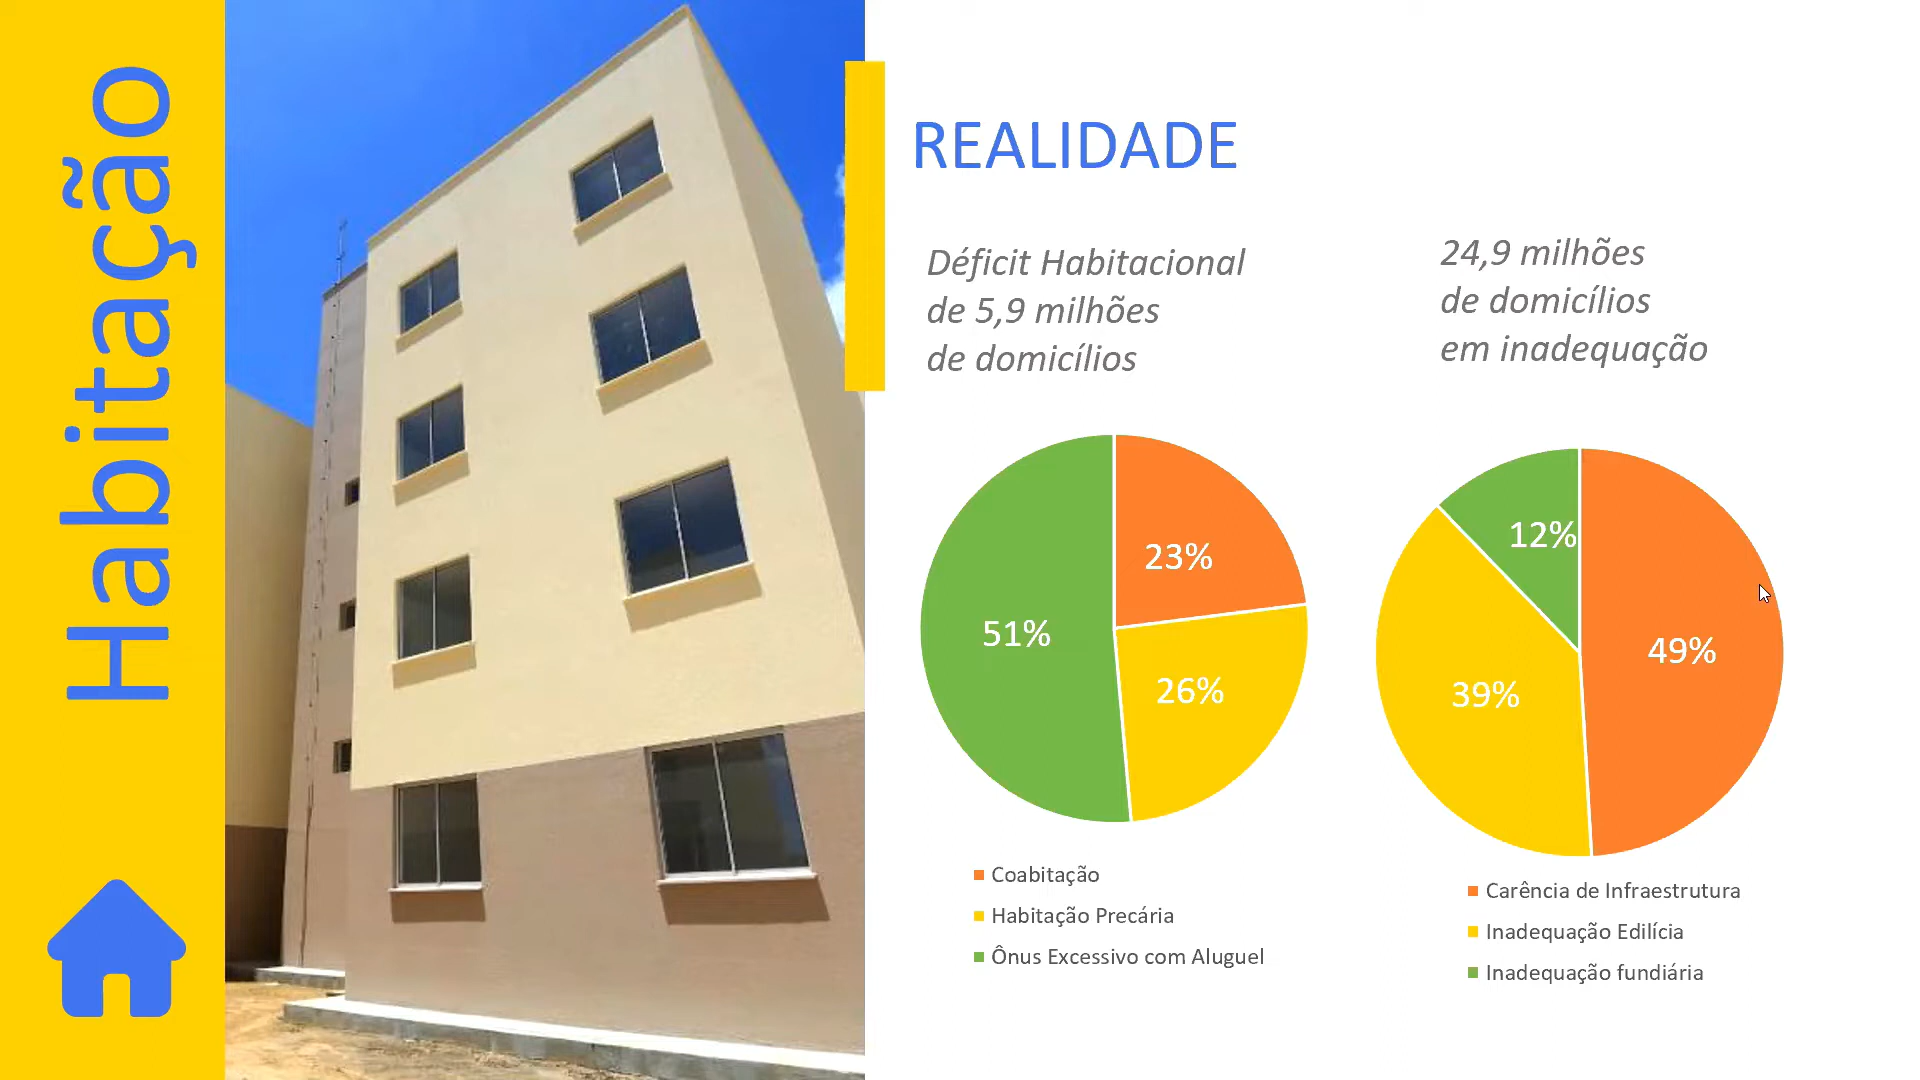 Habitação
REALIDADE
Déficit Habitacional
de 5,9 milhões
de domicílios
24,9 milhões
de domicílios
em inadequação
23%
51%
26%
Coabitação
Habitação Precária
Ônus Excessivo com Aluguel
12%
49%
39%
Carência de Infraestrutura
Inadequação Edilícia
Inadequação fundiária